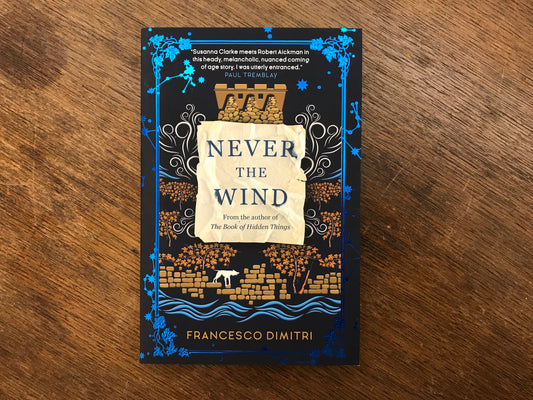 "Susanna Clarke meets Robert Aickman in
this heady, melancholic, nuanced coming
of age story. I was utterly entranced."
PAUL TREMBLAY
NEVER
THE
WIND
From the author of
The Book of Hidden Things
FRANCESCO DIMITRI